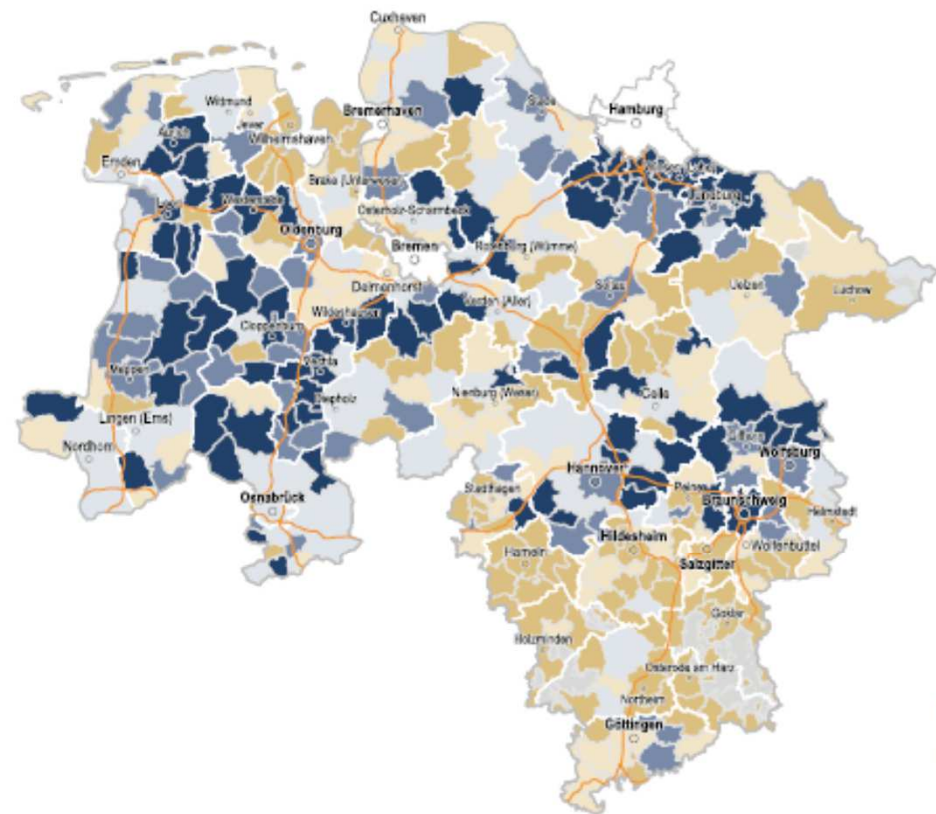 Cuxhaven
Wittmund
Stade
Hamburg
Jever
Bremerhaven
Aurich
Wilhelmshaven
Emden
Brake (Unterweser)
Lüneburg
Leer
Westerstede
Osterholz-Scharmbeck
Oldenburg
Bremen
Rotenburg (Wümme)
Delmenhorst
Uelzen
Lüchow
Verden (Aller)
Wildeshausen
Cloppenburg
Vechta
Meppen
Diepholz
Nienburg (Weser)
Celle
Lingen (Ems)
Nordhorn
Gifhorn
Wolfsburg
Hannover
Stadthagen
Peine
Osnabrück
Braunschweig
Helmstedt
Hildesheim
Wolfenbüttel
Hameln
Salzgitter
Goslar
Holzminden
Osterode am Harz
Northeim
Göttingen